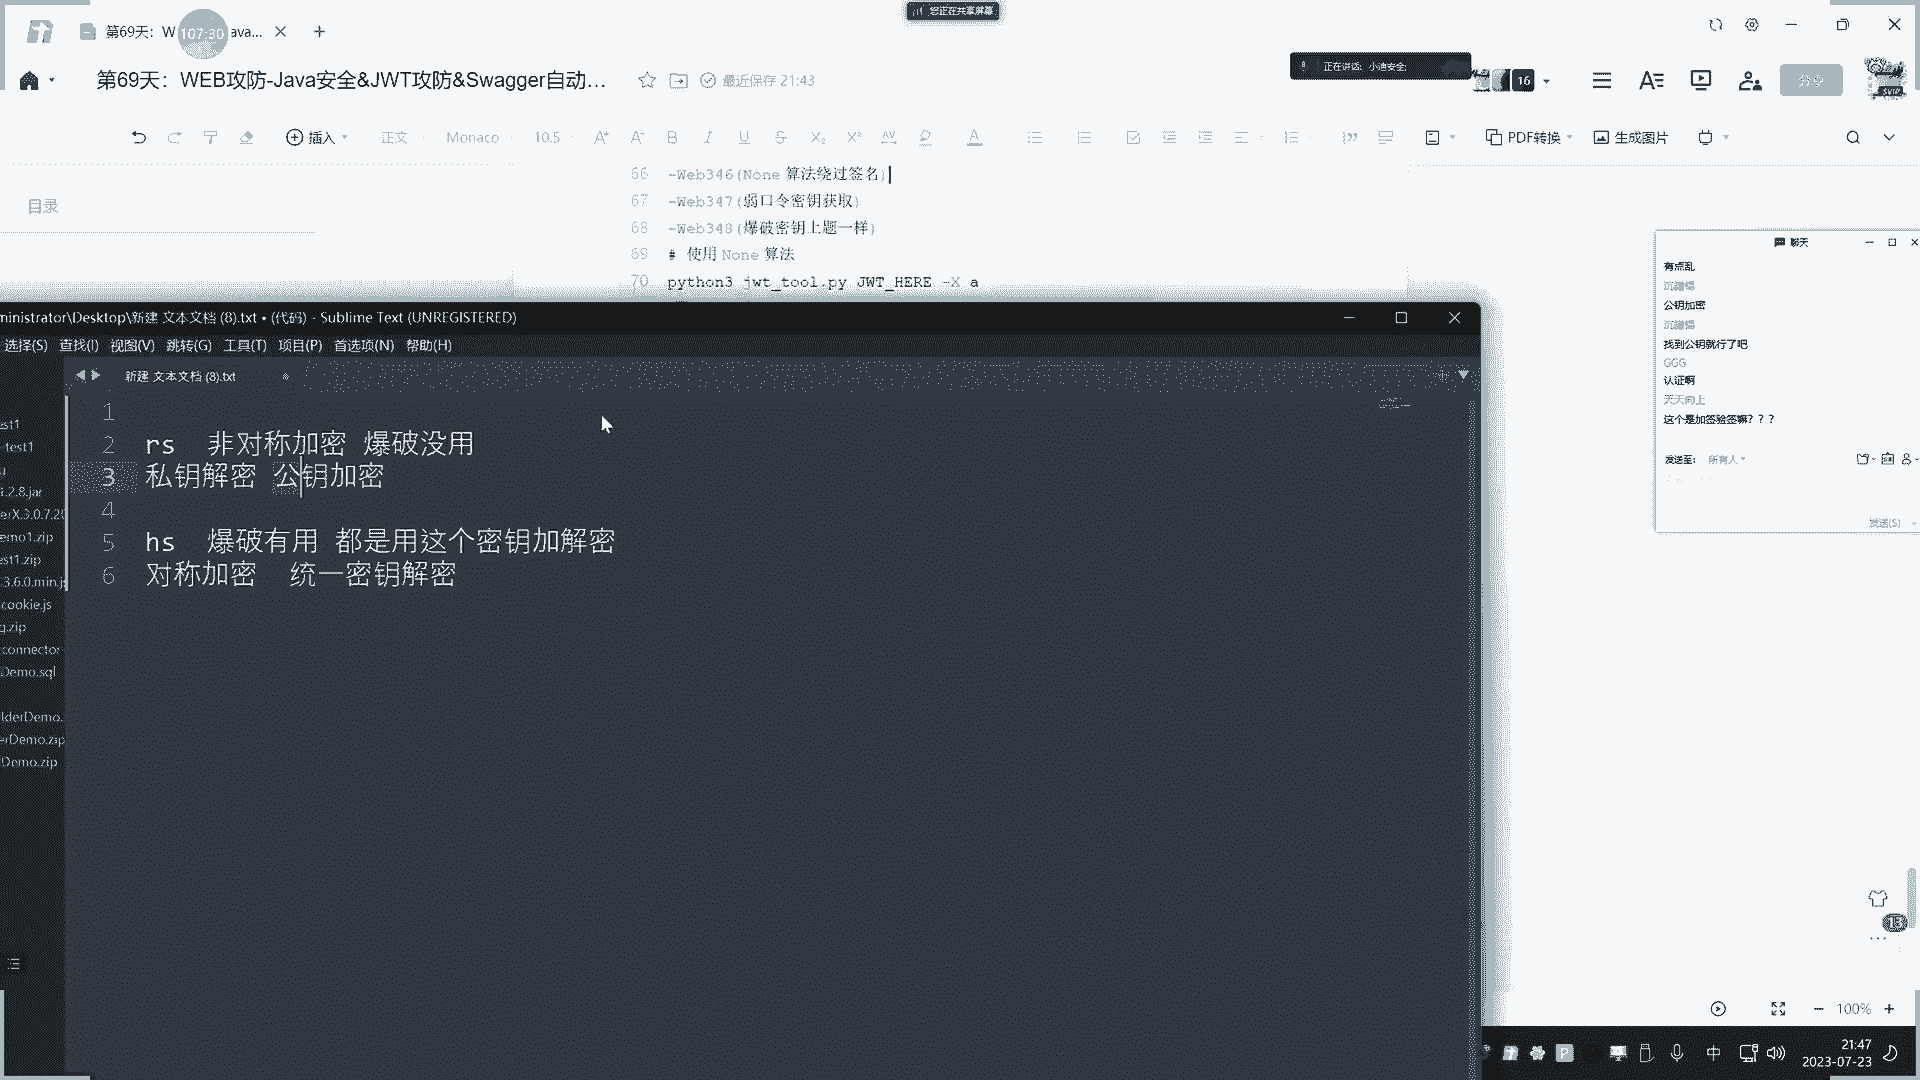 您正在共享屏幕
第69天：W
107:30
ava...
第69天：WEB攻防-Java安全&JWT攻防&Swagger自动...
最近保存 21:43
正在讲话: 小迪安全;
16
分享
SVIP
插入
正文
Monaco
10.5
PDF转换
生成图片
目录
66 -Web346(None 算法绕过签名)
67 -Web347(弱口令密钥获取)
68 -Web348(爆破密钥上题一样)
69 # 使用 None 算法
70 python3 jwt_tool.py JWT_HERE -X a
ministrator\Desktop\新建 文本文档 (8).txt • (代码) - Sublime Text (UNREGISTERED)
选择(S) 查找(I) 视图(V) 跳转(G) 工具(T) 项目(P) 首选项(N) 帮助(H)
新建 文本文档 (8).txt
1
2 rs 非对称加密 爆破没用
3 私钥解密 公钥加密
4
5 hs 爆破有用 都是用这个密钥加解密
6 对称加密 统一密钥解密
est1
-test1
.2.8.jar
erX.3.0.7.2
emo1.zip
est1.zip
3.6.0.min.j
cookie.js
g.zip
connector
Demo.sql
lderDemo.
erDemo.zip
Demo.zip
聊天
有点乱
公钥加密
找到公钥就行了吧
GGG
认证啊
天天向上
这个是加签验签嘛？？？
发送至: 所有人
发送(S)
13
100%
中
21:47
2023-07-23